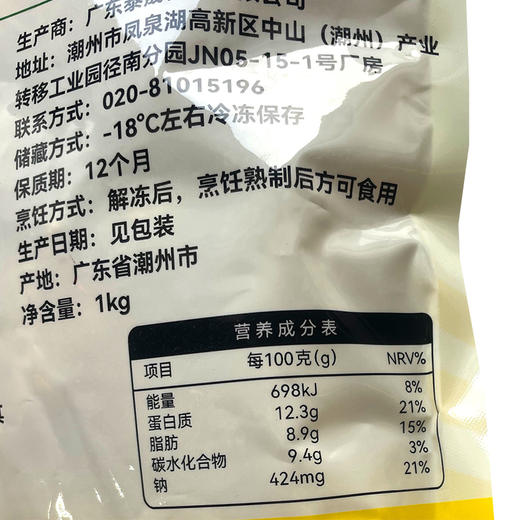 生产商：广东泰
公司
地址：潮州市凤泉湖高新区中山（潮州）产业
转移工业园径南分园JN05-15-1号厂房
联系方式：020-81015196
储藏方式：-18℃左右冷冻保存
保质期：12个月
烹饪方式：解冻后，烹饪熟制后方可食用
生产日期：见包装
产地：广东省潮州市
净含量：1kg
营养成分表
项目 每100克(g) NRV%
能量 698kJ 8%
蛋白质 12.3g 21%
脂肪 8.9g 15%
碳水化合物 9.4g 3%
钠 424mg 21%